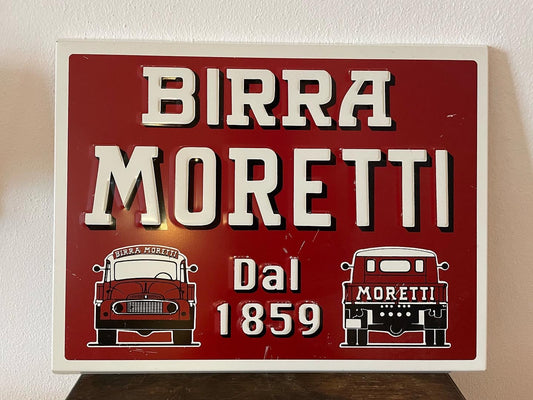 BIRRA
MORETTI
BIRRA MORETTI
Dal
1859
MORETTI